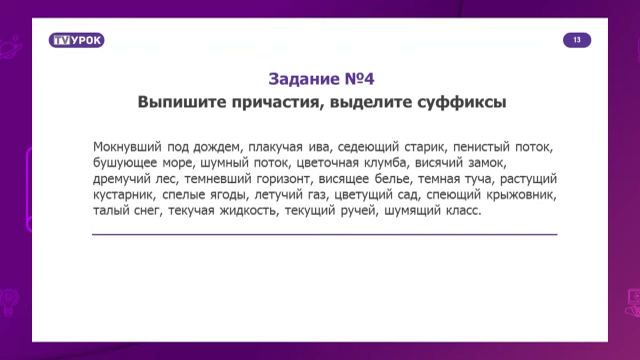 TV УРОК
13
Задание №4
Выпишите причастия, выделите суффиксы
Мокнувший под дождем, плакучая ива, седеющий старик, пенистый поток,
бушующее море, шумный поток, цветочная клумба, висячий замок,
дремучий лес, темневший горизонт, висящее белье, темная туча, растущий
кустарник, спелые ягоды, летучий газ, цветущий сад, спеющий крыжовник,
талый снег, текучая жидкость, текущий ручей, шумящий класс.